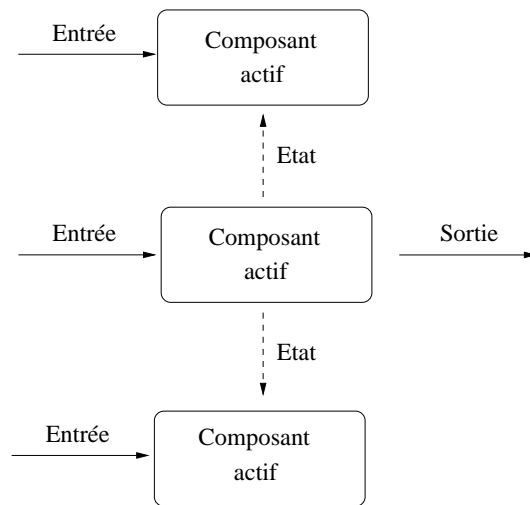 Entrée
Composant
actif
Etat
Entrée
Composant
actif
Sortie
Etat
Entrée
Composant
actif